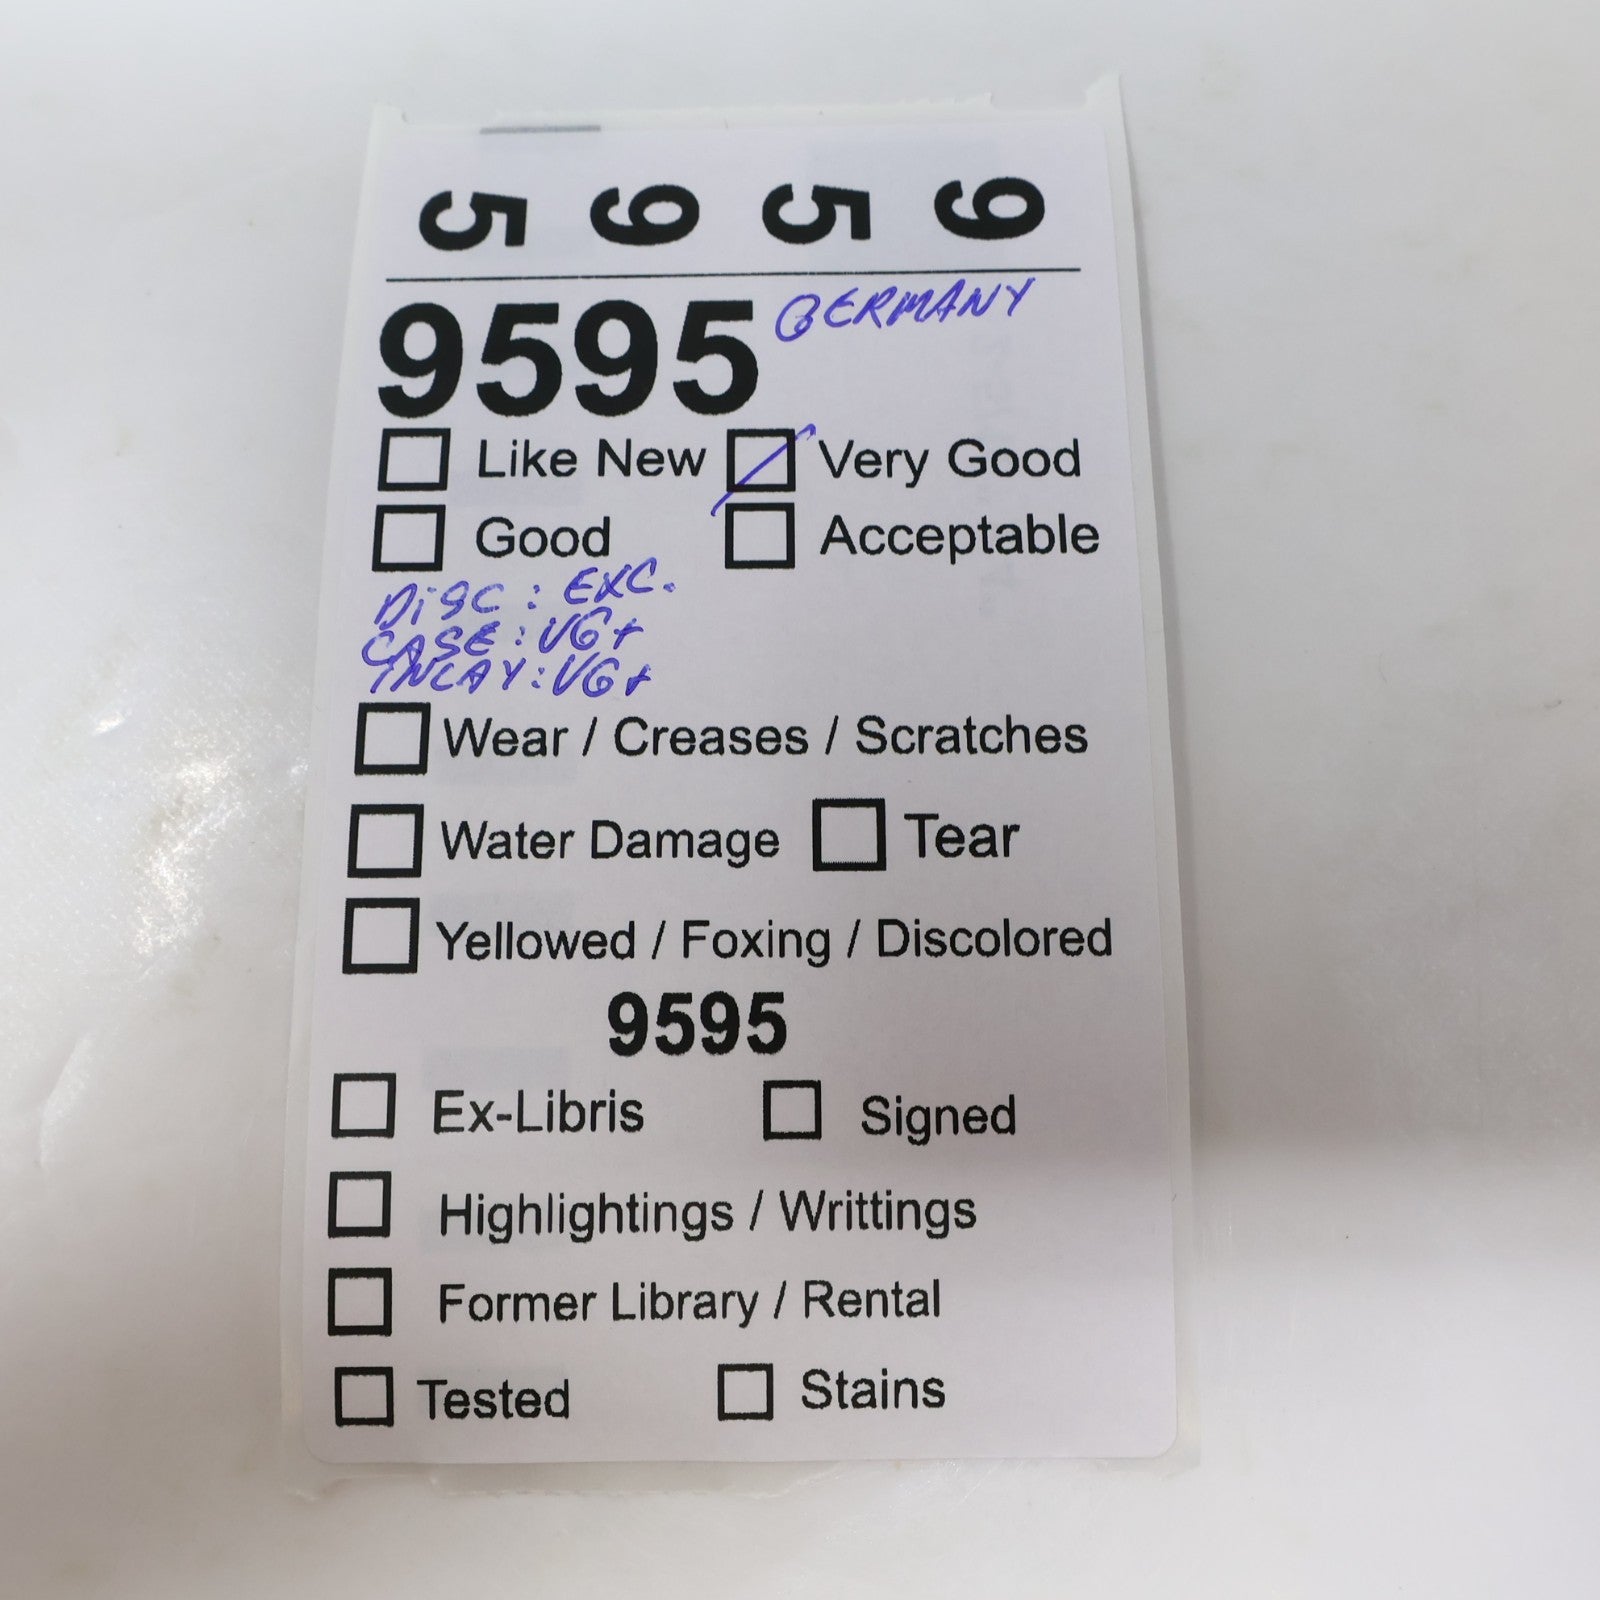 5 9 5 9
9595 GERMANY
Like New Very Good
Good Acceptable
DiSC : EXC.
CASE : VG+
INLAY : VG+
Wear / Creases / Scratches
Water Damage Tear
Yellowed / Foxing / Discolored
9595
Ex-Libris Signed
Highlightings / Writtings
Former Library / Rental
Tested Stains